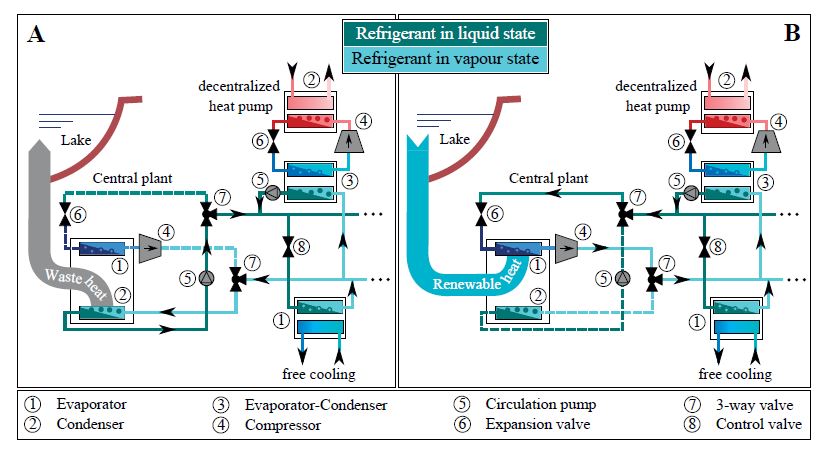 A
Refrigerant in liquid state
Refrigerant in vapour state
B
decentralized
heat pump
②
④
⑥
⑤
③
Lake
Central plant
⑦
⑥
④
①
Waste heat
②
⑤
⑦
⑧
①
free cooling
...
...
decentralized
heat pump
②
④
⑥
⑤
③
Lake
Central plant
⑦
⑥
④
①
Renewable heat
②
⑤
⑦
⑧
①
free cooling
...
...
① Evaporator ③ Evaporator-Condenser ⑤ Circulation pump ⑦ 3-way valve
② Condenser ④ Compressor ⑥ Expansion valve ⑧ Control valve